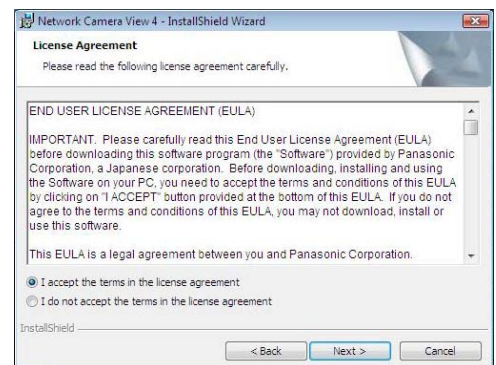 Network Camera View 4 - InstallShield Wizard
License Agreement
Please read the following license agreement carefully.
END USER LICENSE AGREEMENT (EULA)
IMPORTANT. Please carefully read this End User License Agreement (EULA)
before downloading this software program (the "Software") provided by Panasonic
Corporation, a Japanese corporation. Before downloading, installing and using
the Software on your PC, you need to accept the terms and conditions of this EULA
by clicking on "I ACCEPT" button provided at the bottom of this EULA. If you do not
agree to the terms and conditions of this EULA, you may not download, install or
use this software.
This EULA is a legal agreement between you and Panasonic Corporation.
I accept the terms in the license agreement
I do not accept the terms in the license agreement
InstallShield
< Back
Next >
Cancel